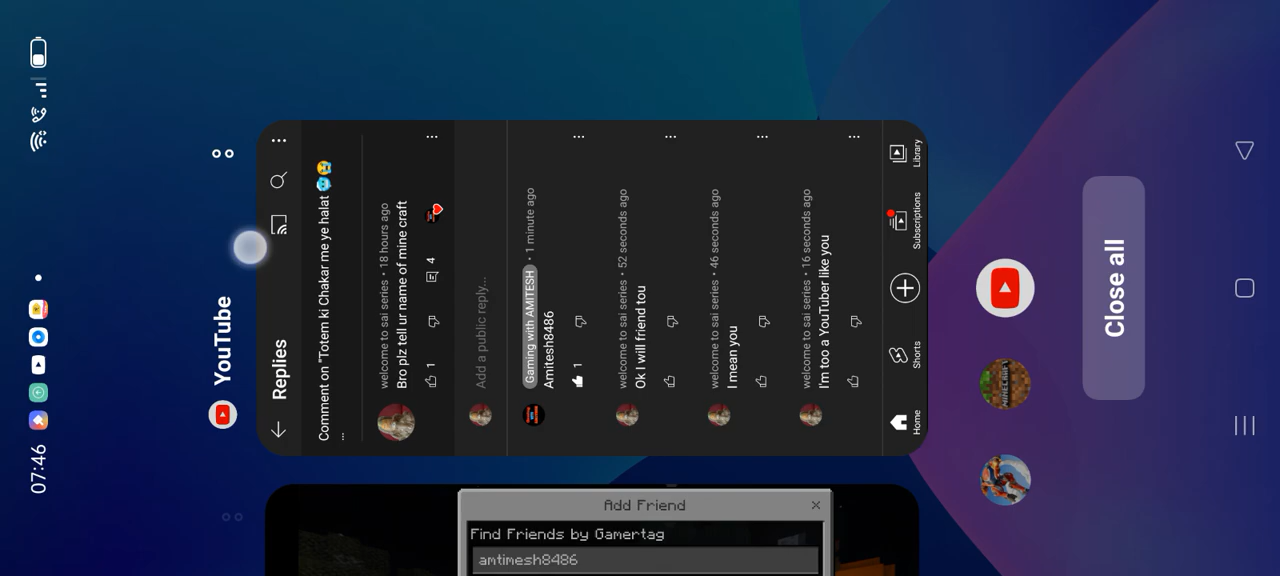 07:46
YouTube
Replies
Comment on "Totem ki Chakar me ye halat 🥶😭
...
welcome to sai series • 18 hours ago
Bro plz tell ur name of mine craft
1
4
Add a public reply...
Gaming with AMITESH • 1 minute ago
Amitesh8486
1
welcome to sai series • 52 seconds ago
Ok I will friend tou
welcome to sai series • 46 seconds ago
I mean you
welcome to sai series • 16 seconds ago
I'm too a YouTuber like you
Home
Shorts
Subscriptions
Library
MINECRAFT
Close all
Add Friend
Find Friends by Gamertag
amtimesh8486